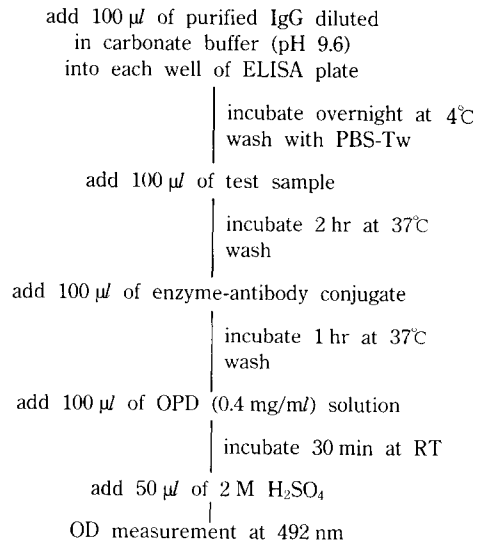 add 100 μl of purified IgG diluted
in carbonate buffer (pH 9.6)
into each well of ELISA plate
incubate overnight at 4℃
wash with PBS-Tw
add 100 μl of test sample
incubate 2 hr at 37℃
wash
add 100 μl of enzyme-antibody conjugate
incubate 1 hr at 37℃
wash
add 100 μl of OPD (0.4 mg/ml) solution
incubate 30 min at RT
add 50 μl of 2 M H₂SO₄
OD measurement at 492 nm